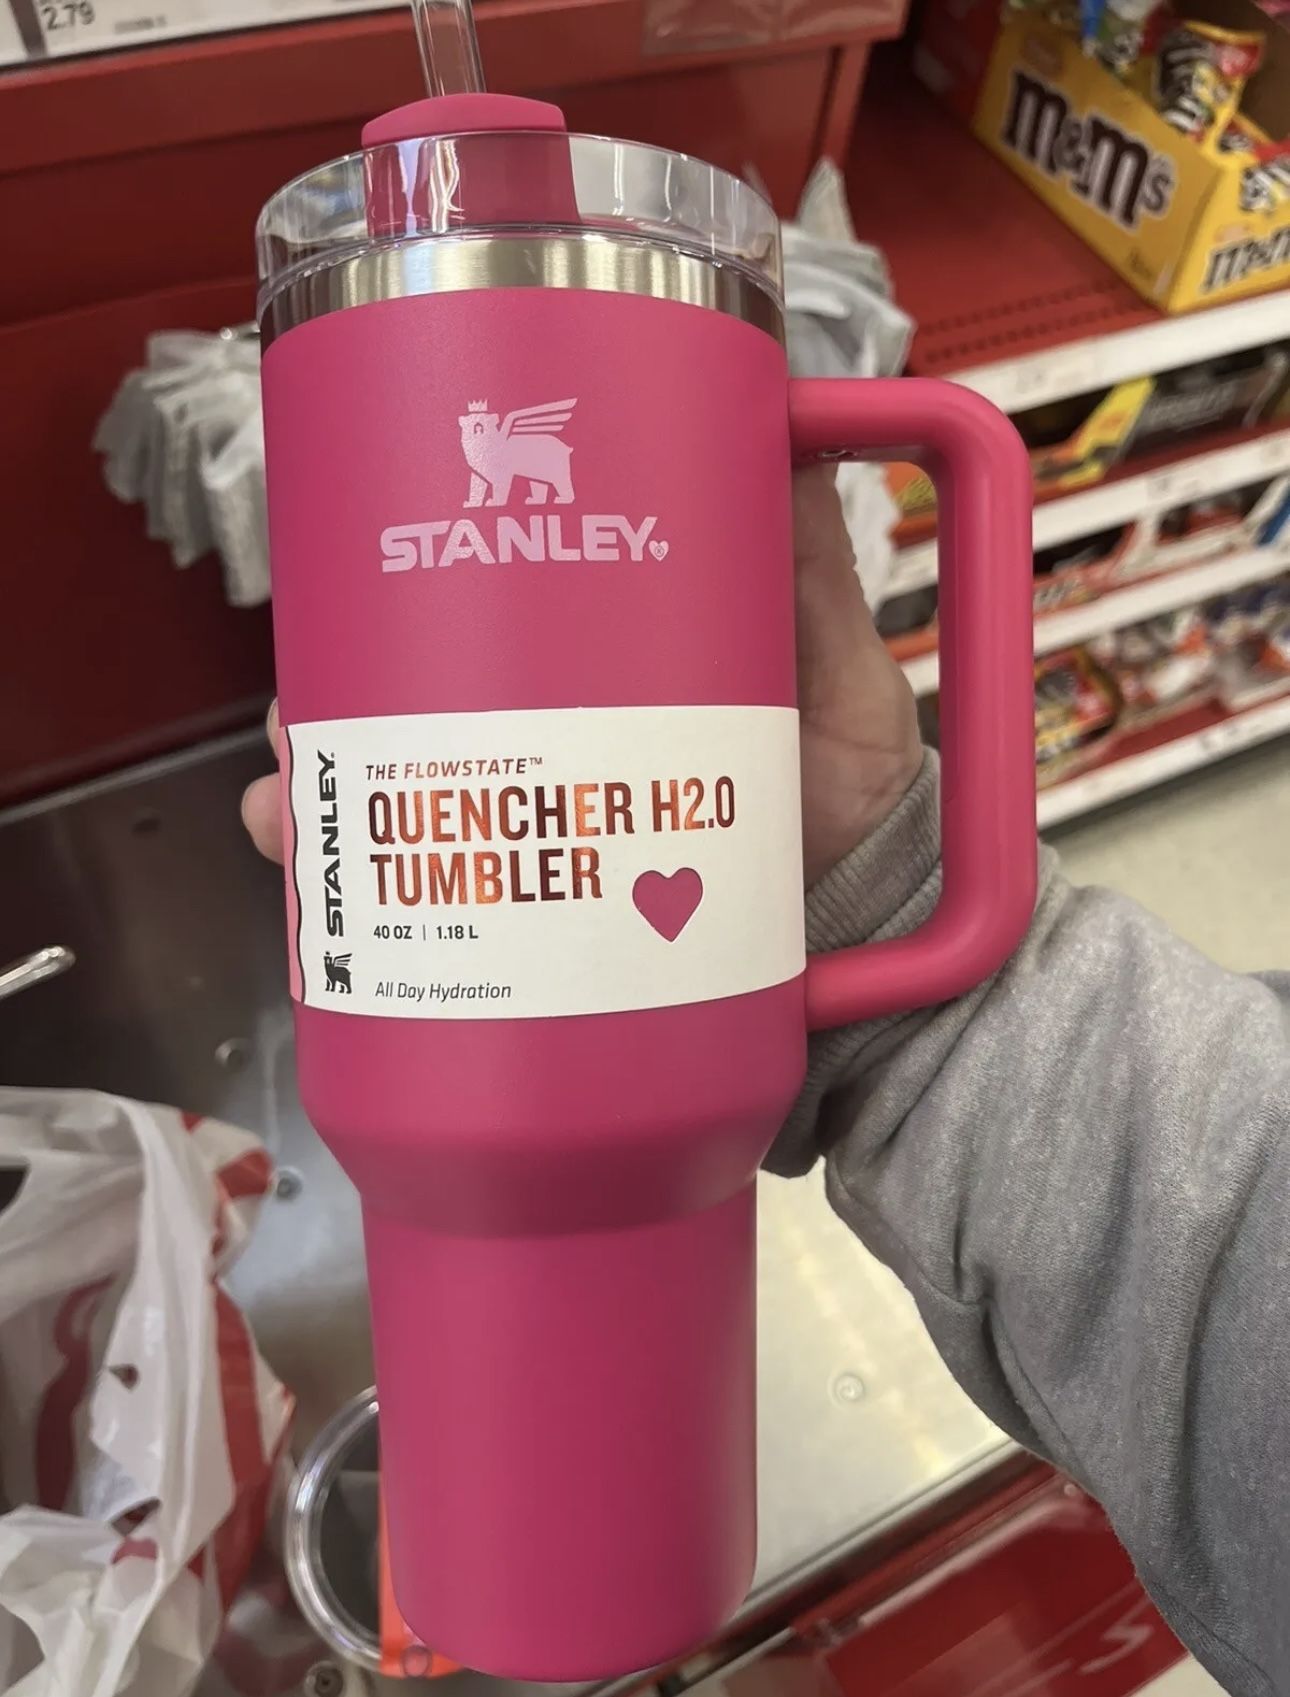 2.79
m&m's
STANLEY
STANLEY
THE FLOWSTATE™
QUENCHER H2.0
TUMBLER
40 OZ | 1.18 L
All Day Hydration